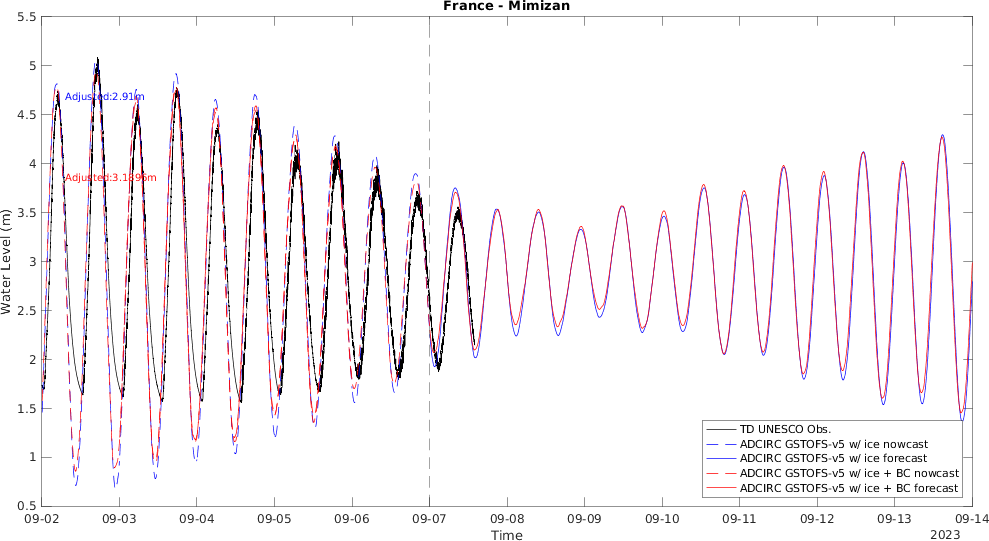 France - Mimizan
Water Level (m)
5.5
5
4.5
4
3.5
3
2.5
2
1.5
1
0.5
Adjusted:2.91m
Adjusted:3.1396m
TD UNESCO Obs.
ADCIRC GSTOFS-v5 w/ ice nowcast
ADCIRC GSTOFS-v5 w/ ice forecast
ADCIRC GSTOFS-v5 w/ ice + BC nowcast
ADCIRC GSTOFS-v5 w/ ice + BC forecast
09-02 09-03 09-04 09-05 09-06 09-07 09-08 09-09 09-10 09-11 09-12 09-13 09-14
Time
2023